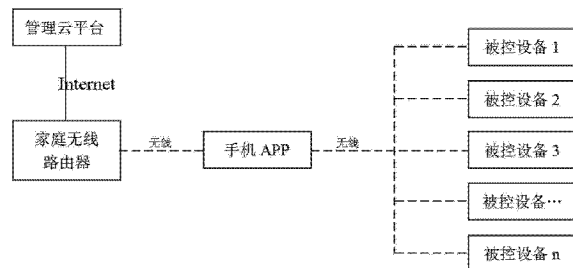 管理云平台
Internet
家庭无线
路由器
无线
手机 APP
无线
被控设备 1
被控设备 2
被控设备 3
被控设备…
被控设备 n